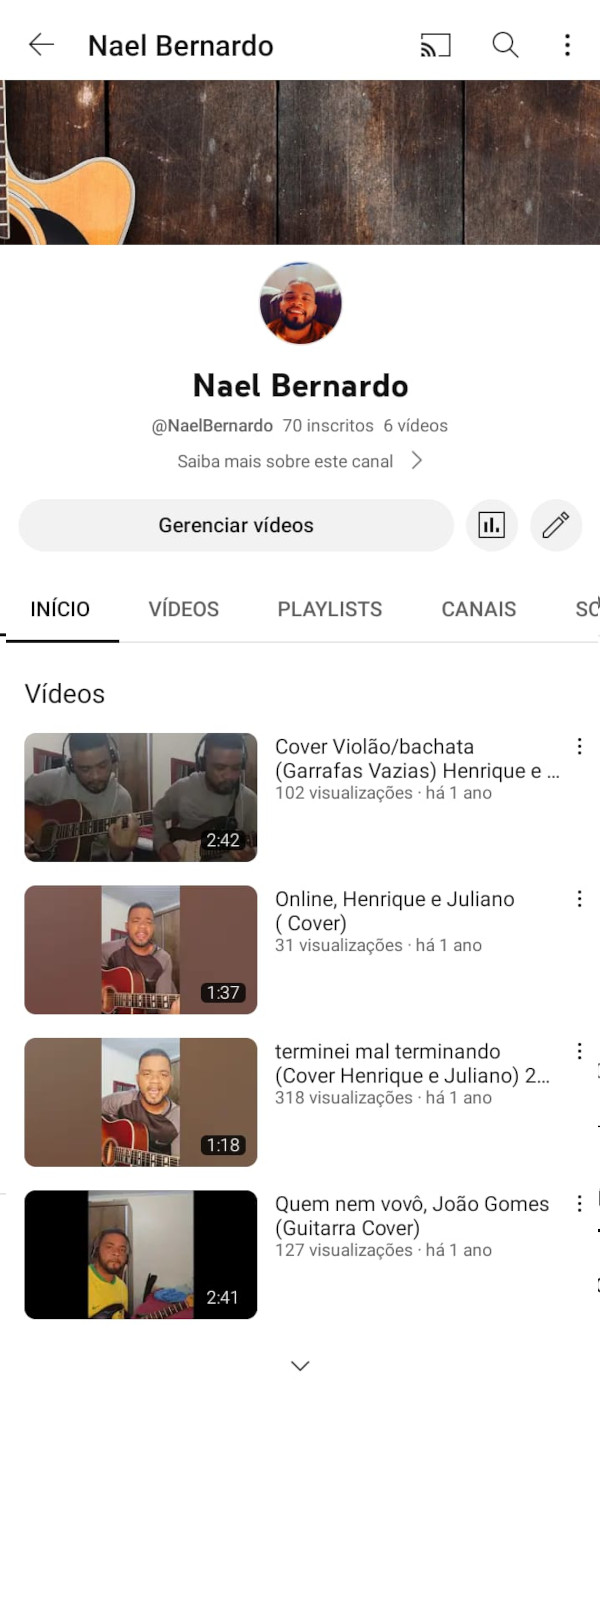 Nael Bernardo
Nael Bernardo
@NaelBernardo 70 inscritos 6 vídeos
Saiba mais sobre este canal
Gerenciar vídeos
INÍCIO VÍDEOS PLAYLISTS CANAIS
Vídeos
Cover Violão/bachata
(Garrafas Vazias) Henrique e ...
102 visualizações · há 1 ano
2:42
Online, Henrique e Juliano
( Cover)
31 visualizações · há 1 ano
1:37
terminei mal terminando
(Cover Henrique e Juliano) 2...
318 visualizações · há 1 ano
1:18
Quem nem vovô, João Gomes
(Guitarra Cover)
127 visualizações · há 1 ano
2:41